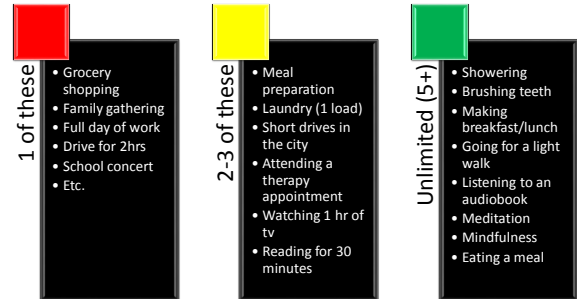 1 of these
• Grocery
shopping
• Family gathering
• Full day of work
• Drive for 2hrs
• School concert
• Etc.
2-3 of these
• Meal
preparation
• Laundry (1 load)
• Short drives in
the city
• Attending a
therapy
appointment
• Watching 1 hr of
tv
• Reading for 30
minutes
Unlimited (5+)
• Showering
• Brushing teeth
• Making
breakfast/lunch
• Going for a light
walk
• Listening to an
audiobook
• Meditation
• Mindfulness
• Eating a meal